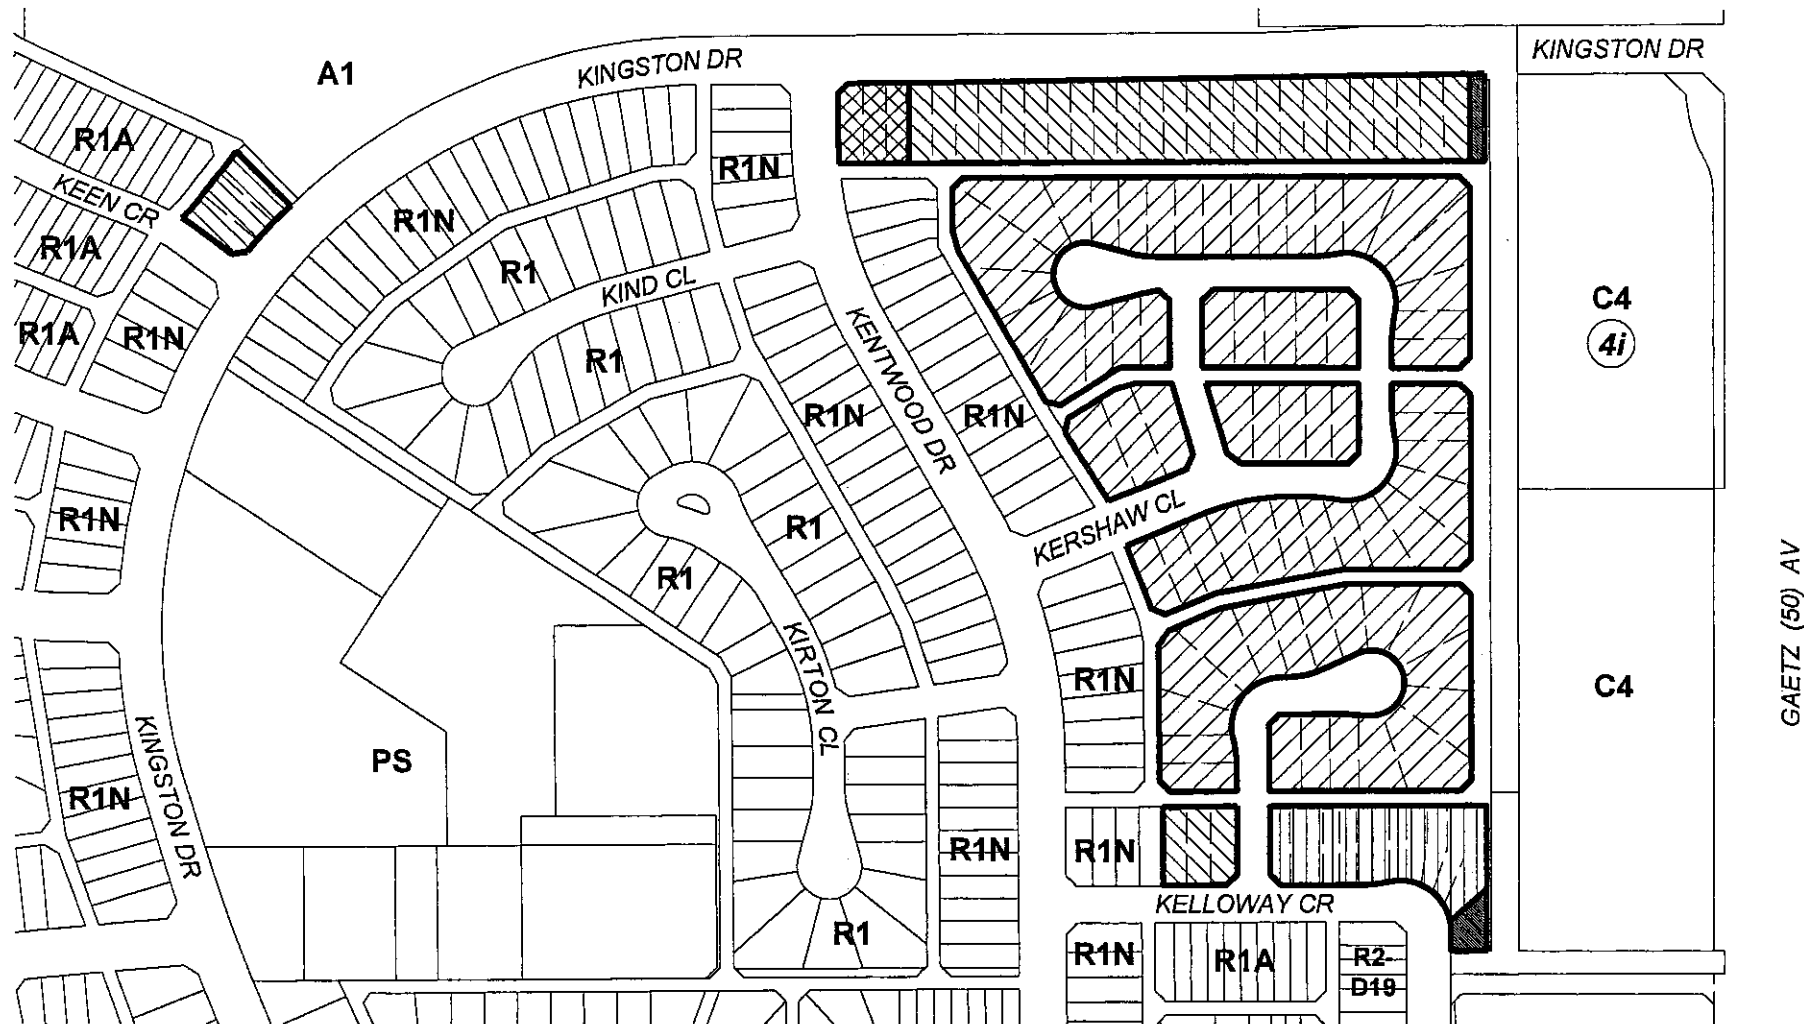 KINGSTON DR
KINGSTON DR
A1
R1A
R1N
KEEN CR
R1N
R1A
R1
KIND CL
C4
4i
R1A
R1N
R1
KENTWOOD DR
R1N
R1N
R1N
R1
KERSHAW CL
R1
GAETZ (50) AV
KIRTON CL
R1N
C4
KINGSTON DR
PS
R1N
R1N
R1N
KELLOWAY CR
R1
R1N
R1A
R2-
D19